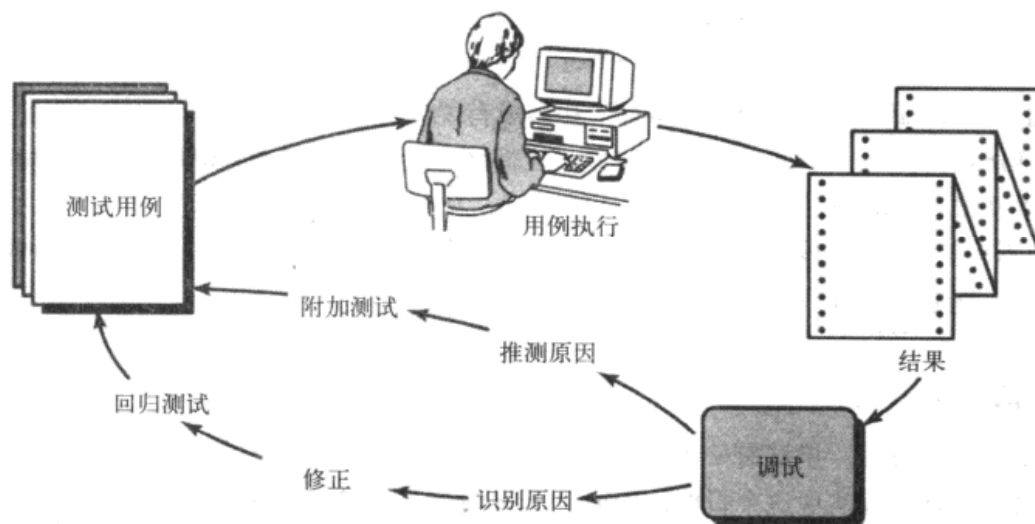 测试用例
用例执行
附加测试
推测原因
结果
回归测试
调试
修正
识别原因